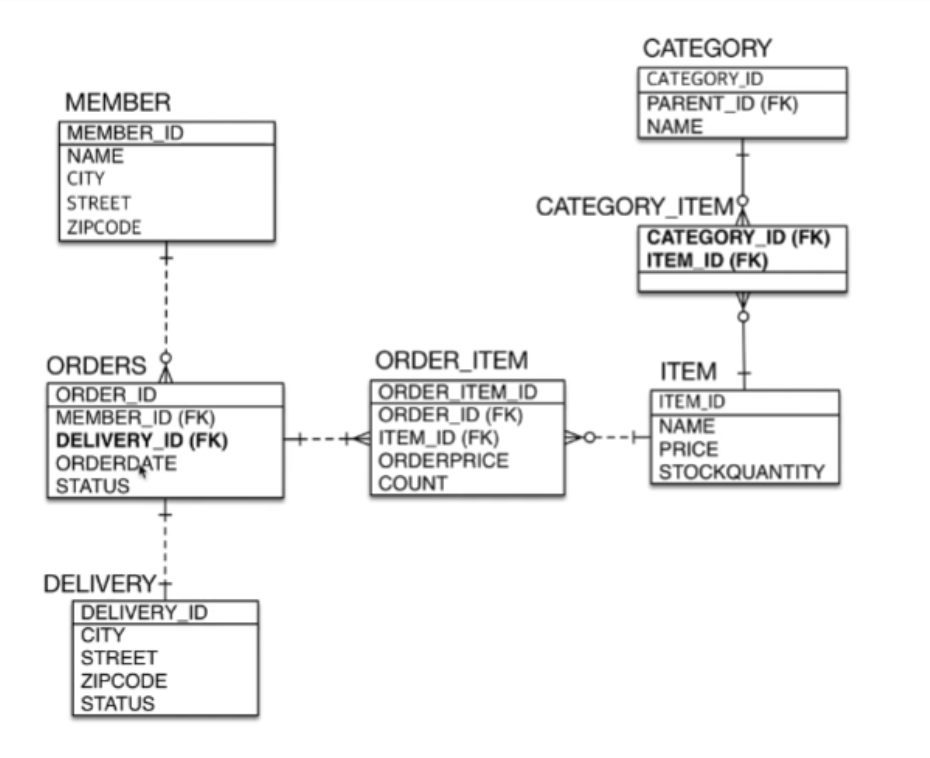 CATEGORY
CATEGORY_ID
PARENT_ID (FK)
NAME
MEMBER
MEMBER_ID
NAME
CITY
STREET
ZIPCODE
CATEGORY_ITEM
CATEGORY_ID (FK)
ITEM_ID (FK)
ORDERS
ORDER_ID
MEMBER_ID (FK)
DELIVERY_ID (FK)
ORDERDATE
STATUS
ORDER_ITEM
ORDER_ITEM_ID
ORDER_ID (FK)
ITEM_ID (FK)
ORDERPRICE
COUNT
ITEM
ITEM_ID
NAME
PRICE
STOCKQUANTITY
DELIVERY
DELIVERY_ID
CITY
STREET
ZIPCODE
STATUS